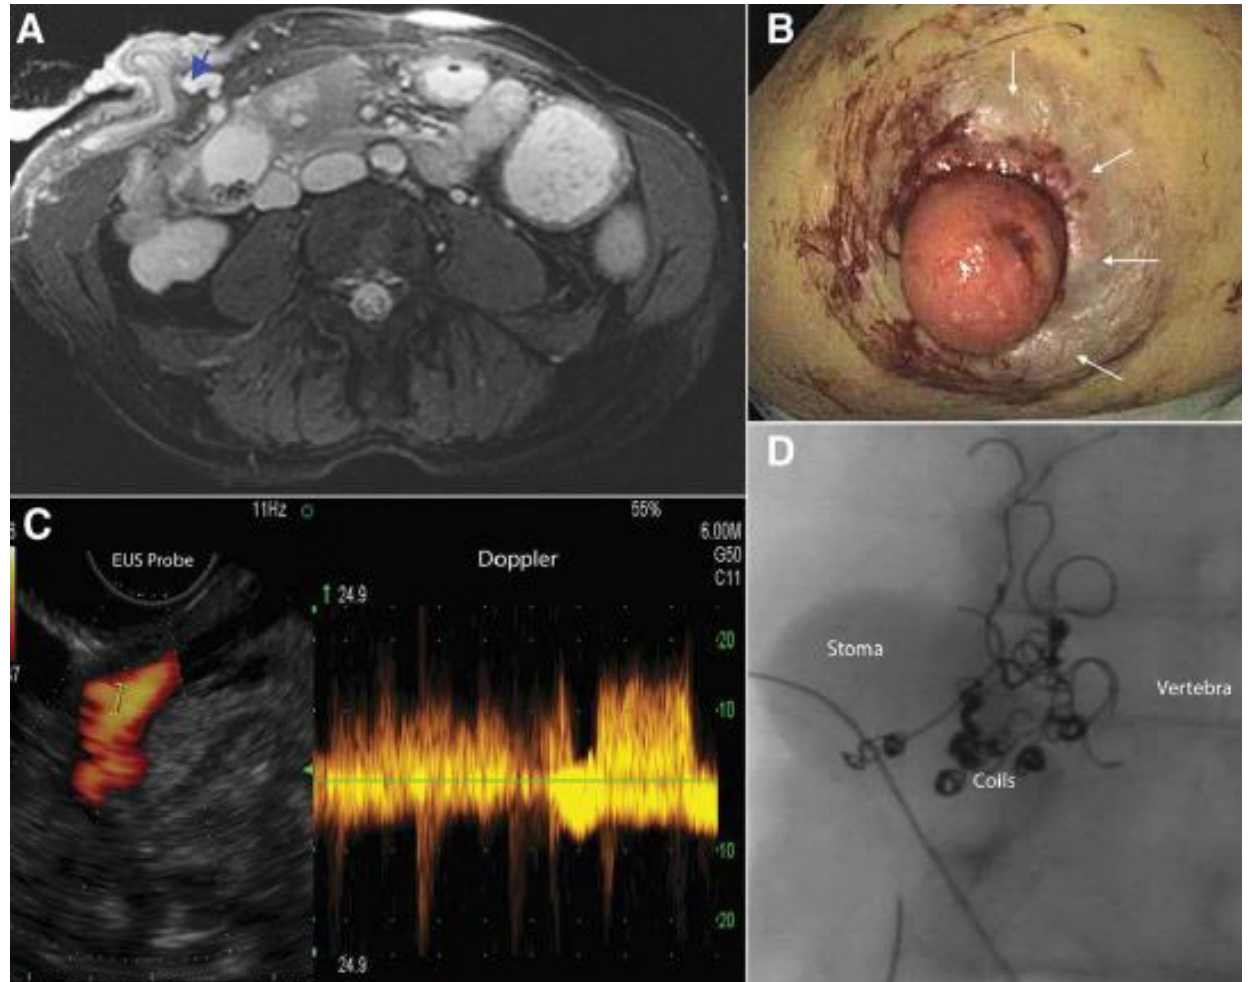 A
B
C
11Hz
55%
EUS Probe
Doppler
6.00M
G50
C11
24.9
20
10
10
20
24.9
D
Stoma
Vertebra
Coils